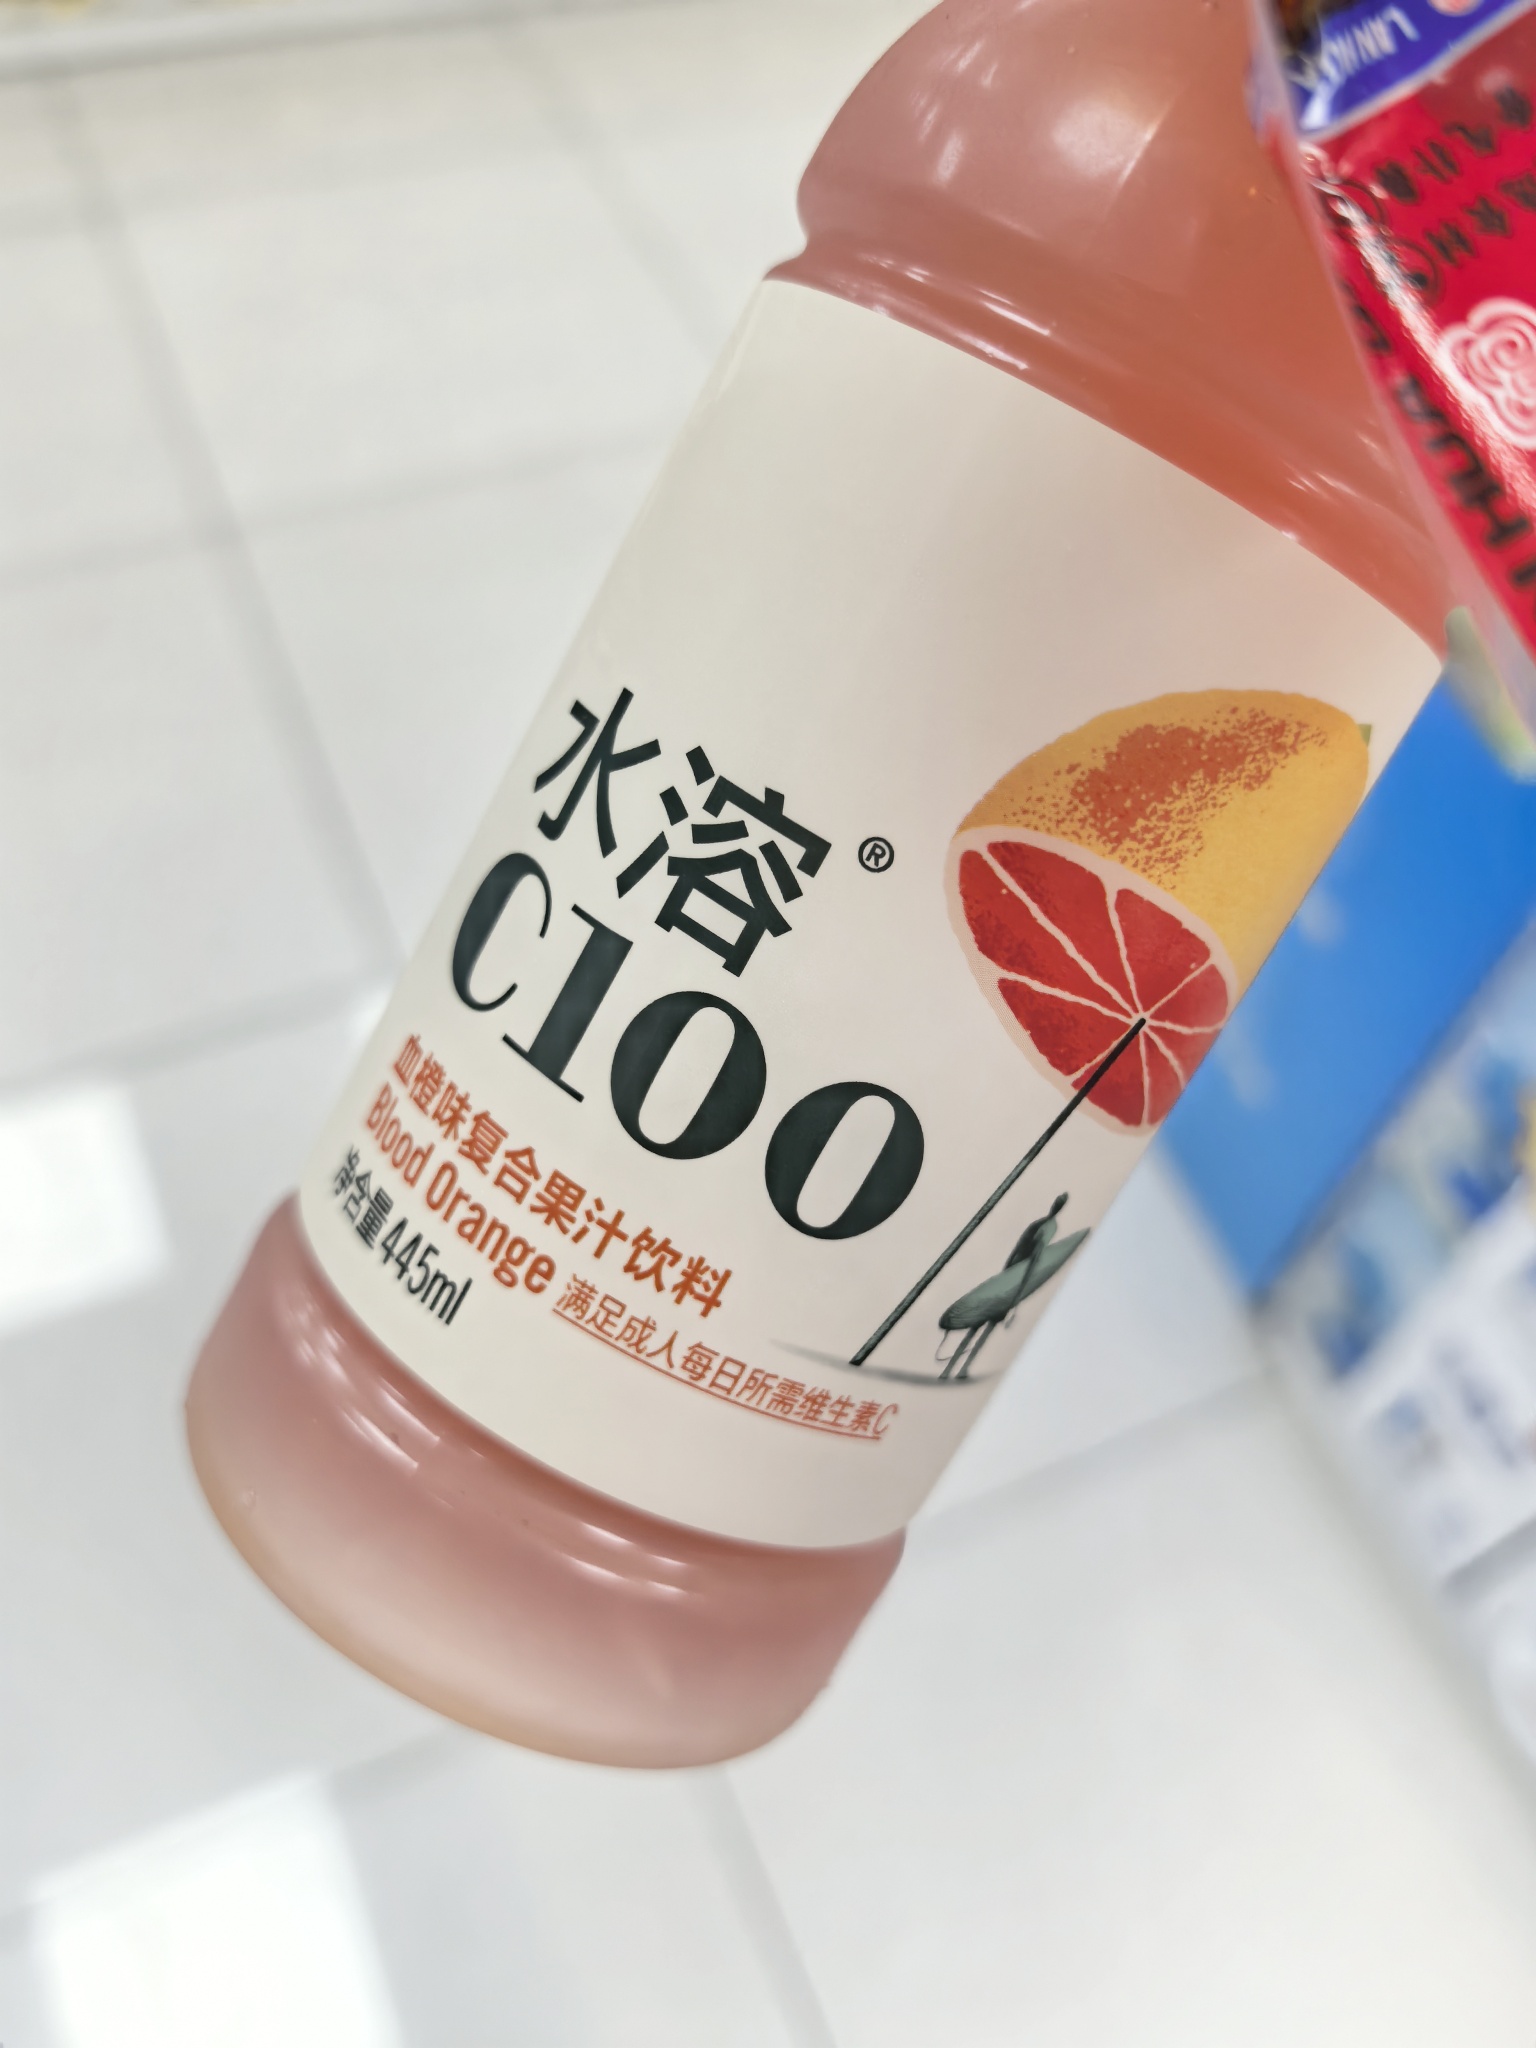 水溶®
C100
血橙味复合果汁饮料
Blood Orange
满足成人每日所需维生素C
净含量445ml
HUA